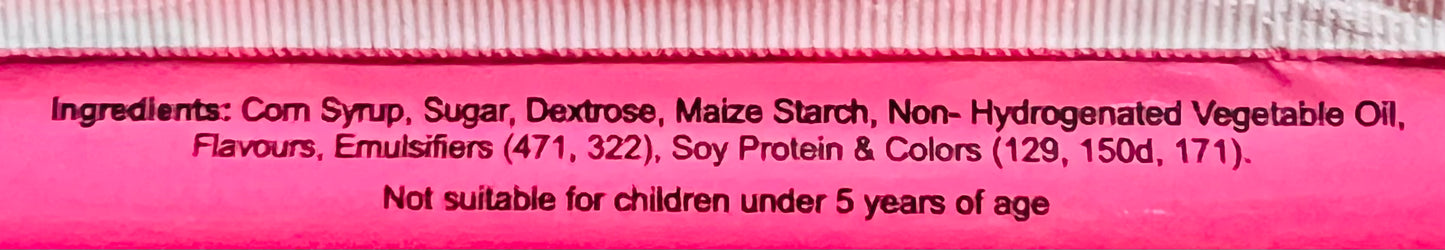 Ingredients: Corn Syrup, Sugar, Dextrose, Maize Starch, Non- Hydrogenated Vegetable Oil,
Flavours, Emulsifiers (471, 322), Soy Protein & Colors (129, 150d, 171).
Not suitable for children under 5 years of age